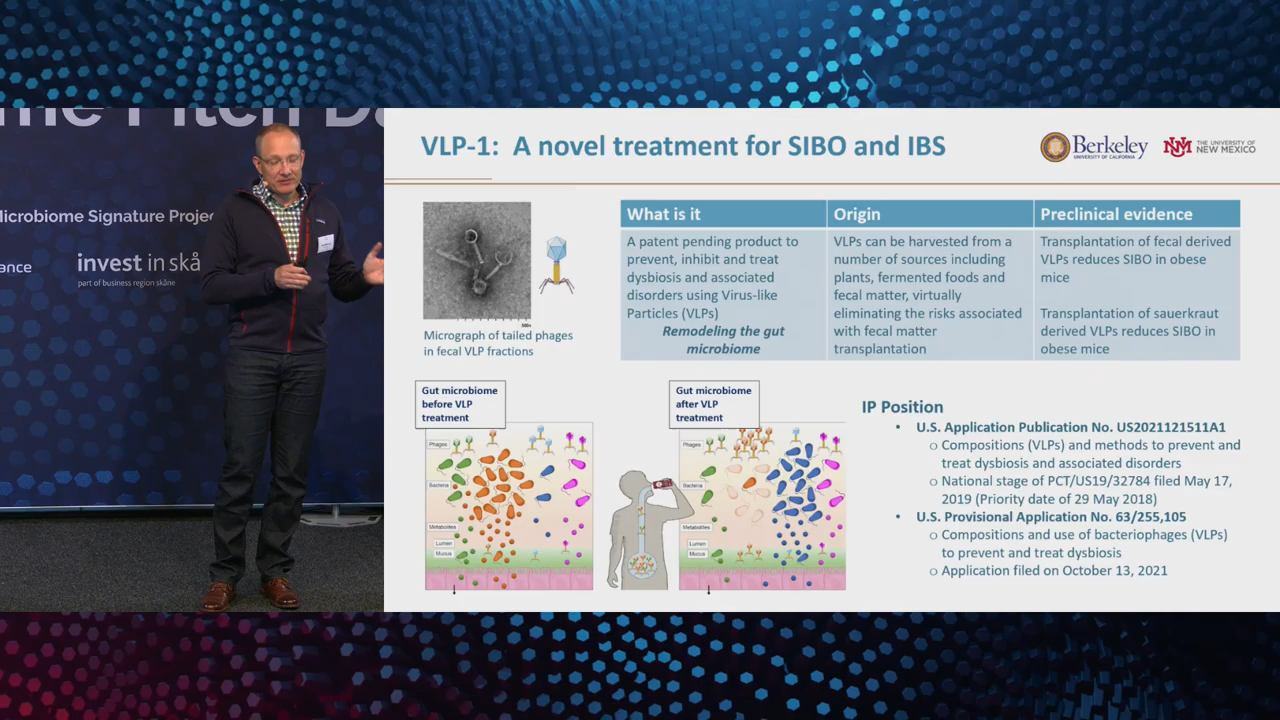 me Pitch Da
Microbiome Signature Projec
ance
invest in skå
part of business region skåne
VLP-1: A novel treatment for SIBO and IBS
Berkeley
UNIVERSITY OF CALIFORNIA
THE UNIVERSITY OF
NEW MEXICO
Micrograph of tailed phages
in fecal VLP fractions
What is it
A patent pending product to
prevent, inhibit and treat
dysbiosis and associated
disorders using Virus-like
Particles (VLPs)
Remodeling the gut
microbiome
Origin
VLPs can be harvested from a
number of sources including
plants, fermented foods and
fecal matter, virtually
eliminating the risks associated
with fecal matter
transplantation
Preclinical evidence
Transplantation of fecal derived
VLPs reduces SIBO in obese
mice
Transplantation of sauerkraut
derived VLPs reduces SIBO in
obese mice
Gut microbiome
before VLP
treatment
Phages
Bacteria
Metabolites
Lumen
Mucus
Gut microbiome
after VLP
treatment
Phages
Bacteria
Metabolites
Lumen
Mucus
IP Position
• U.S. Application Publication No. US2021121511A1
o Compositions (VLPs) and methods to prevent and
treat dysbiosis and associated disorders
o National stage of PCT/US19/32784 filed May 17,
2019 (Priority date of 29 May 2018)
• U.S. Provisional Application No. 63/255,105
o Compositions and use of bacteriophages (VLPs)
to prevent and treat dysbiosis
o Application filed on October 13, 2021